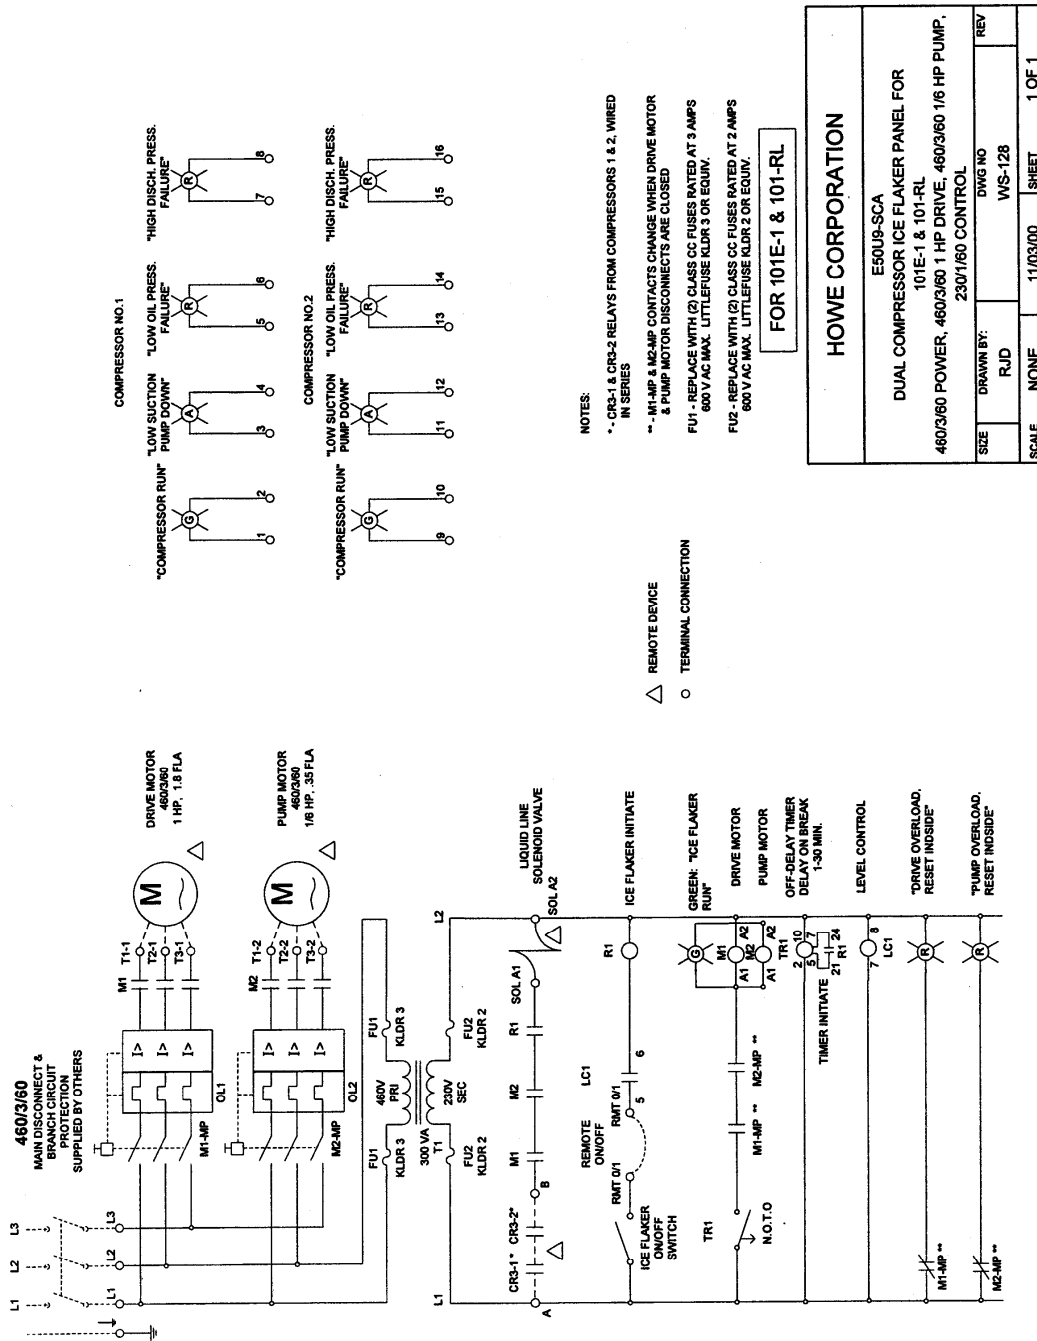 460/3/60
MAIN DISCONNECT &
BRANCH CIRCUIT
PROTECTION
SUPPLIED BY OTHERS
L1
L2
L3
L1
L2
L3
M1-MP
OL1
I>
I>
I>
M1
T1-1
T2-1
T3-1
M
DRIVE MOTOR
460/3/60
1 HP, 1.8 FLA
M2-MP
OL2
I>
I>
I>
M2
T1-2
T2-2
T3-2
M
PUMP MOTOR
460/3/60
1/6 HP, .35 FLA
FU1
KLDR 3
460V
PRI
FU1
KLDR 3
300 VA
T1
230V
SEC
FU2
KLDR 2
FU2
KLDR 2
L1
L2
A
CR3-1*
CR3-2*
B
M1
M2
R1
SOL A1
SOL A2
LIQUID LINE
SOLENOID VALVE
ICE FLAKER
ON/OFF
SWITCH
RMT 0/1
REMOTE
ON/OFF
RMT 0/1
LC1
5
6
R1
ICE FLAKER INITIATE
TR1
N.O.T.O
M1-MP **
M2-MP **
G
GREEN: "ICE FLAKER
RUN"
A1
M1
A2
DRIVE MOTOR
A1
M2
A2
PUMP MOTOR
TR1
2
10
5
7
21
24
R1
TIMER INITIATE
OFF-DELAY TIMER
DELAY ON BREAK
1-30 MIN.
7
8
LC1
LEVEL CONTROL
M1-MP **
R
"DRIVE OVERLOAD,
RESET INDSIDE"
M2-MP **
R
"PUMP OVERLOAD,
RESET INDSIDE"
COMPRESSOR NO.1
"COMPRESSOR RUN"
G
1
2
"LOW SUCTION
PUMP DOWN"
A
3
4
"LOW OIL PRESS.
FAILURE"
R
5
6
"HIGH DISCH. PRESS.
FAILURE"
R
7
8
COMPRESSOR NO.2
"COMPRESSOR RUN"
G
9
10
"LOW SUCTION
PUMP DOWN"
A
11
12
"LOW OIL PRESS.
FAILURE"
R
13
14
"HIGH DISCH. PRESS.
FAILURE"
R
15
16
REMOTE DEVICE
TERMINAL CONNECTION
NOTES:
* - CR3-1 & CR3-2 RELAYS FROM COMPRESSORS 1 & 2, WIRED
IN SERIES
** - M1-MP & M2-MP CONTACTS CHANGE WHEN DRIVE MOTOR
& PUMP MOTOR DISCONNECTS ARE CLOSED
FU1 - REPLACE WITH (2) CLASS CC FUSES RATED AT 3 AMPS
600 V AC MAX. LITTLEFUSE KLDR 3 OR EQUIV.
FU2 - REPLACE WITH (2) CLASS CC FUSES RATED AT 2 AMPS
600 V AC MAX. LITTLEFUSE KLDR 2 OR EQUIV.
FOR 101E-1 & 101-RL
HOWE CORPORATION
E50U9-SCA
DUAL COMPRESSOR ICE FLAKER PANEL FOR
101E-1 & 101-RL
460/3/60 POWER, 460/3/60 1 HP DRIVE, 460/3/60 1/6 HP PUMP,
230/1/60 CONTROL
SIZE
DRAWN BY:
RJD
DWG NO
WS-128
REV
SCALE
NONE
11/03/00
SHEET
1 OF 1